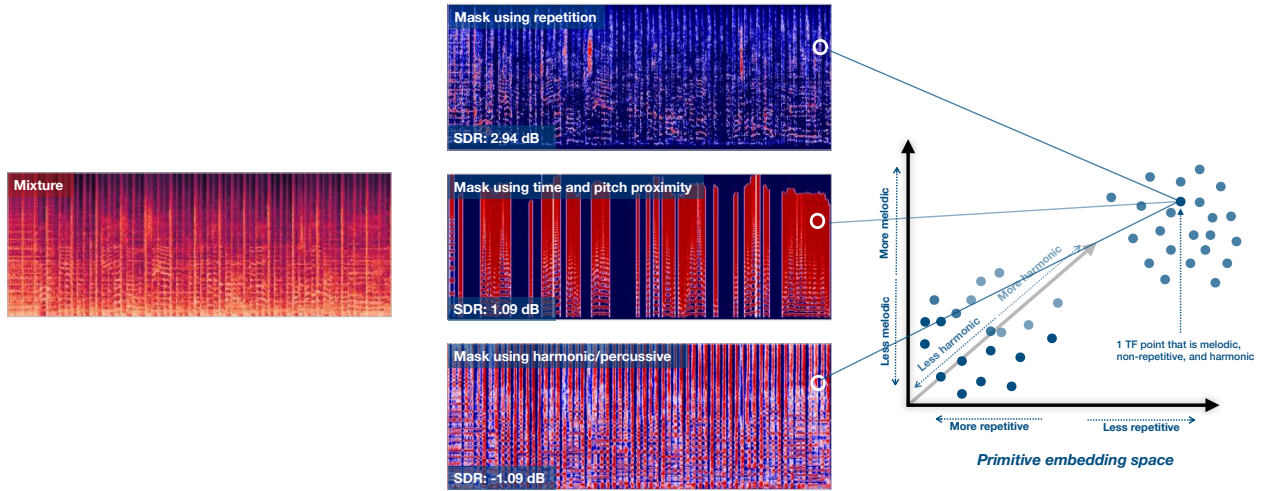 Mixture
Mask using repetition
SDR: 2.94 dB
Mask using time and pitch proximity
SDR: 1.09 dB
Mask using harmonic/percussive
SDR: -1.09 dB
More melodic
Less melodic
More harmonic
Less harmonic
1 TF point that is melodic,
non-repetitive, and harmonic
More repetitive
Less repetitive
Primitive embedding space